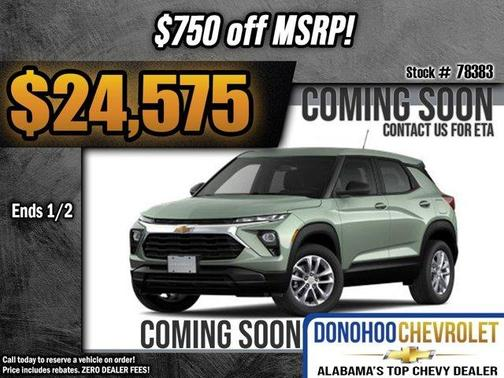 $750 off MSRP!
$24,575
Stock # 78383
COMING SOON
CONTACT US FOR ETA
Ends 1/2
COMING SOON
DONOHOO CHEVROLET
ALABAMA'S TOP CHEVY DEALER
Call today to reserve a vehicle on order!
Price includes rebates. ZERO DEALER FEES!